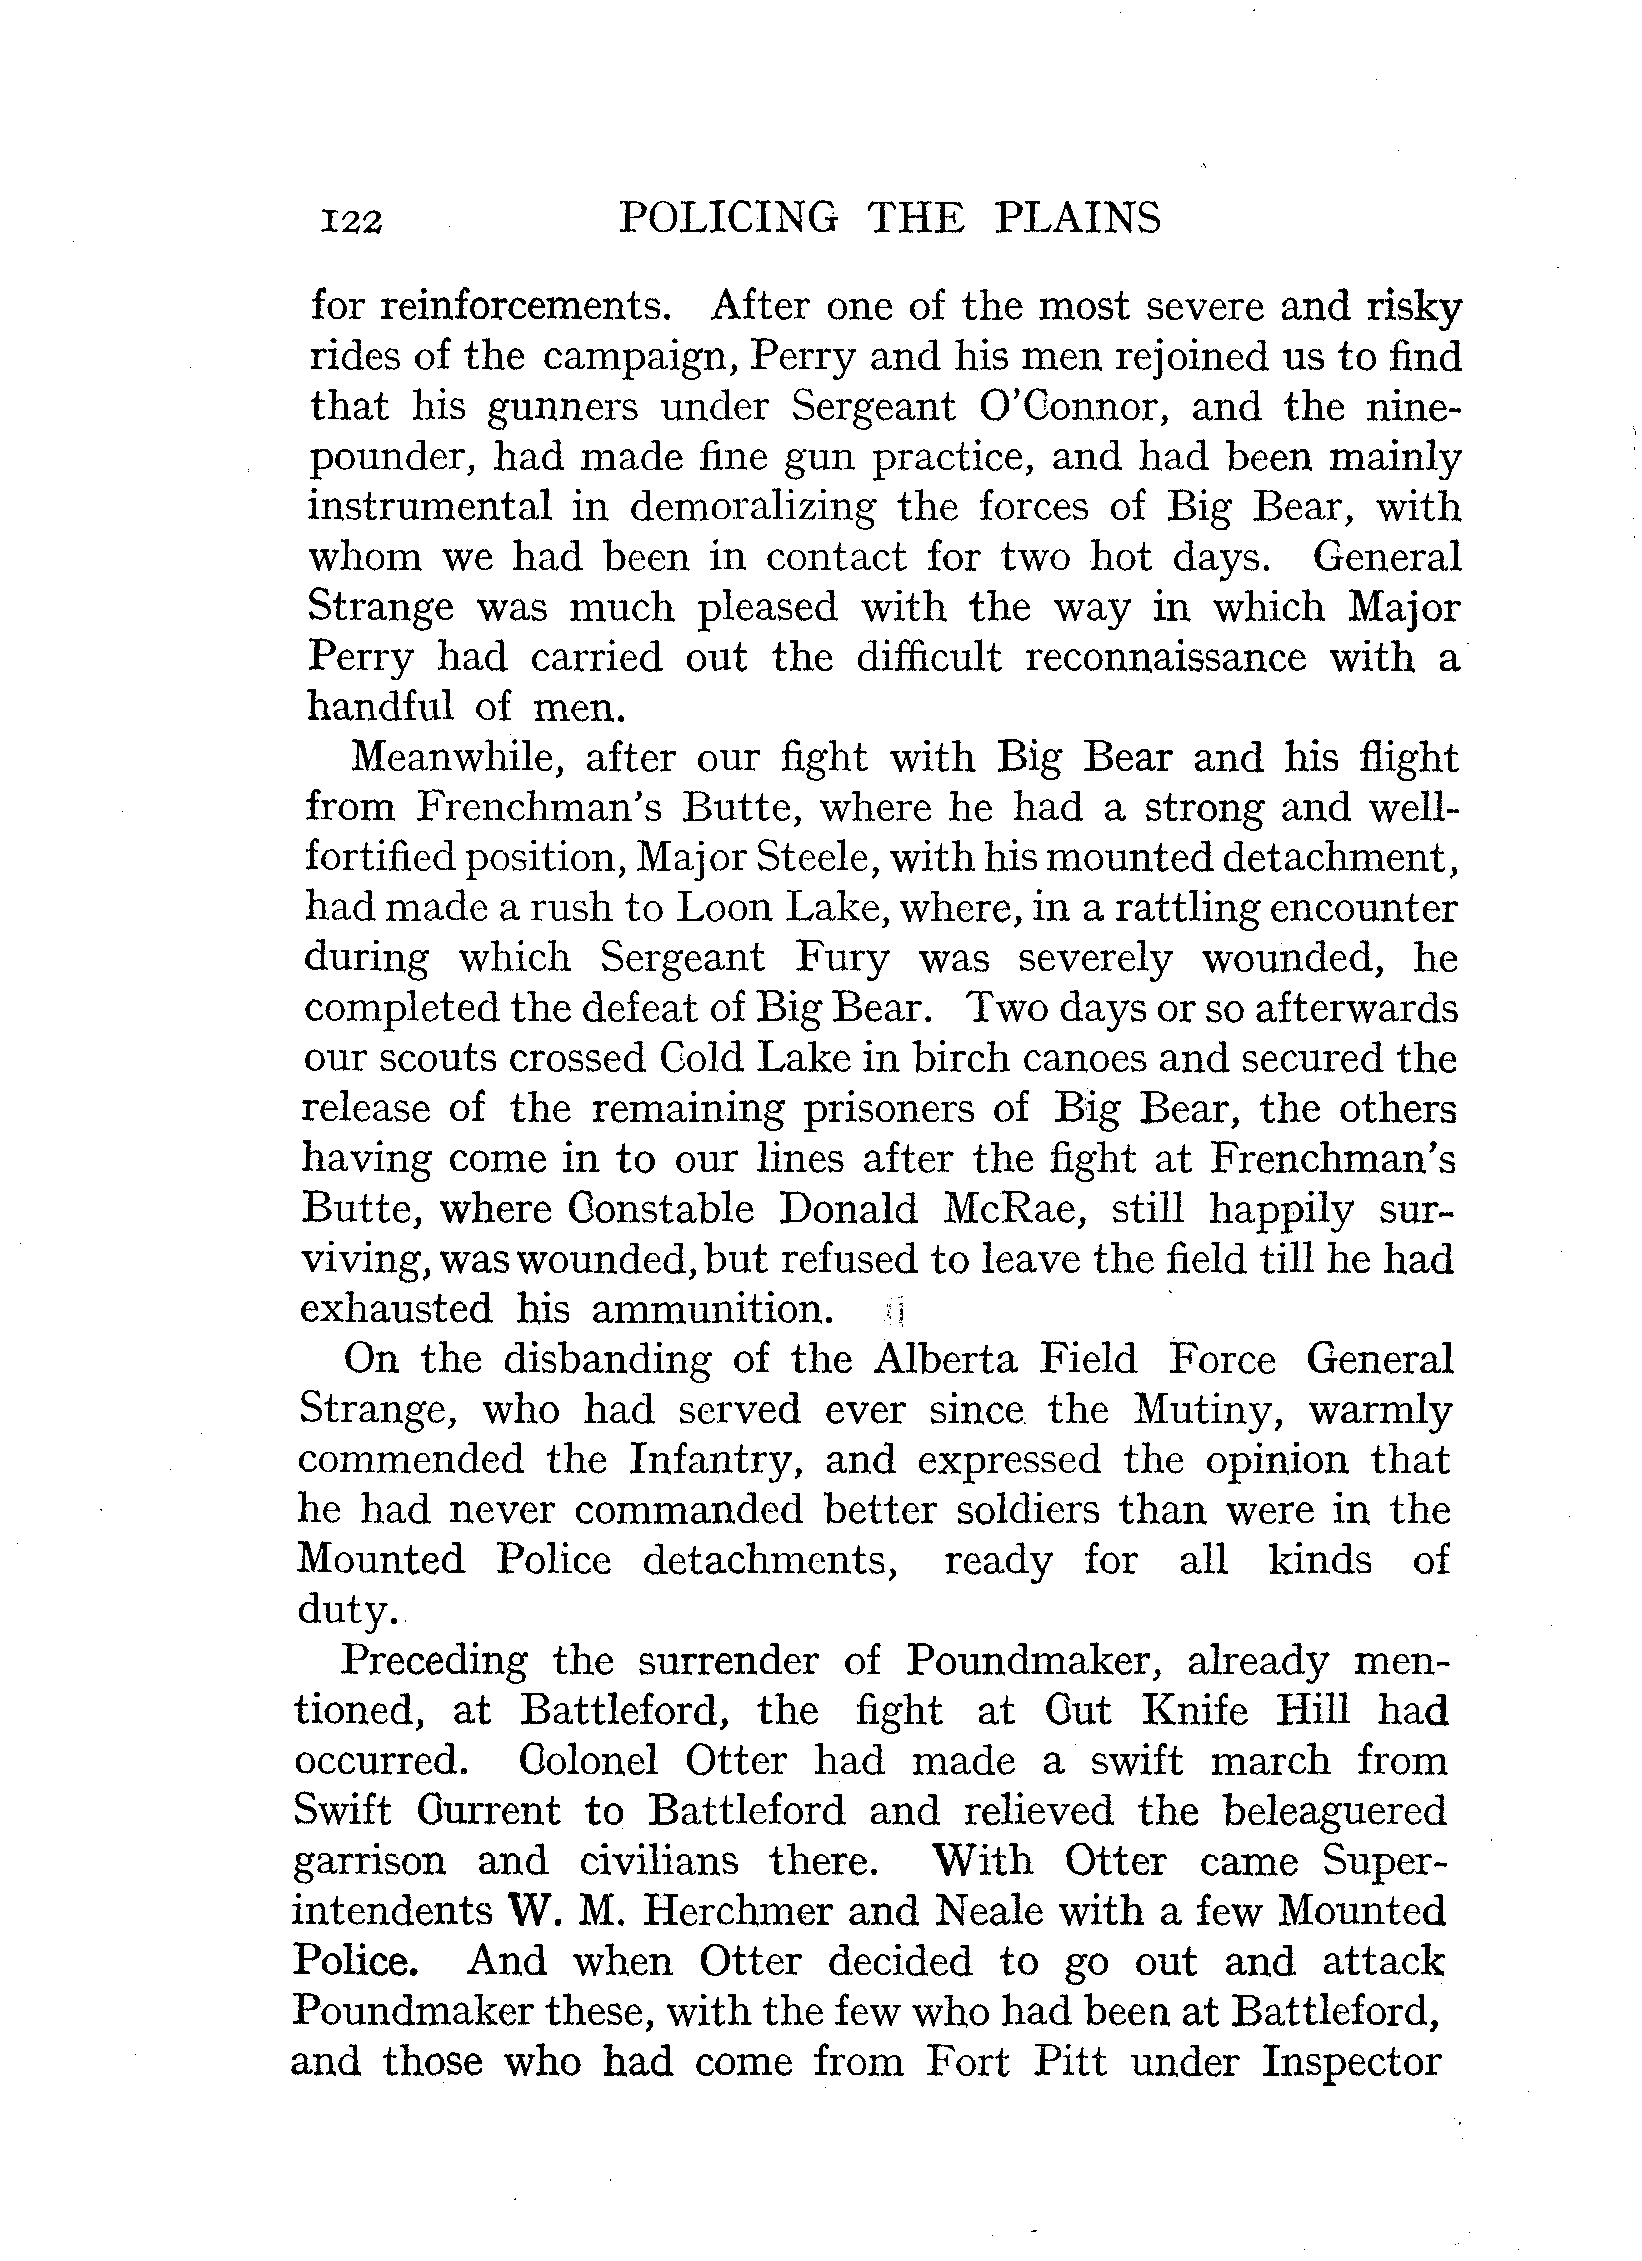 122 POLICING THE PLAINS
for reinforcements. After one of the most severe and risky
rides of the campaign, Perry and his men rejoined us to find
that his gunners under Sergeant O'Connor, and the nine-
pounder, had made fine gun practice, and had been mainly
instrumental in demoralizing the forces of Big Bear, with
whom we had been in contact for two hot days. General
Strange was much pleased with the way in which Major
Perry had carried out the difficult reconnaissance with a
handful of men.
Meanwhile, after our fight with Big Bear and his flight
from Frenchman's Butte, where he had a strong and well-
fortified position, Major Steele, with his mounted detachment,
had made a rush to Loon Lake, where, in a rattling encounter
during which Sergeant Fury was severely wounded, he
completed the defeat of Big Bear. Two days or so afterwards
our scouts crossed Cold Lake in birch canoes and secured the
release of the remaining prisoners of Big Bear, the others
having come in to our lines after the fight at Frenchman's
Butte, where Constable Donald McRae, still happily sur-
viving, was wounded, but refused to leave the field till he had
exhausted his ammunition.
On the disbanding of the Alberta Field Force General
Strange, who had served ever since the Mutiny, warmly
commended the Infantry, and expressed the opinion that
he had never commanded better soldiers than were in the
Mounted Police detachments, ready for all kinds of
duty.
Preceding the surrender of Poundmaker, already men-
tioned, at Battleford, the fight at Cut Knife Hill had
occurred. Colonel Otter had made a swift march from
Swift Current to Battleford and relieved the beleaguered
garrison and civilians there. With Otter came Super-
intendents W. M. Herchmer and Neale with a few Mounted
Police. And when Otter decided to go out and attack
Poundmaker these, with the few who had been at Battleford,
and those who had come from Fort Pitt under Inspector